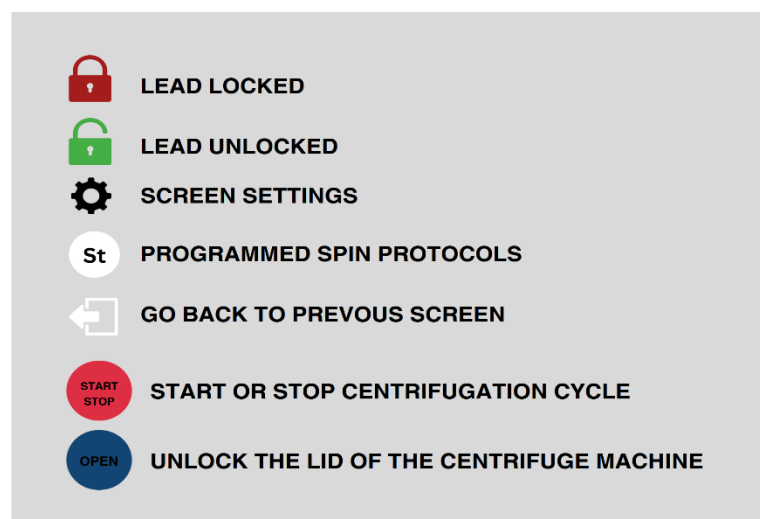 LEAD LOCKED
LEAD UNLOCKED
SCREEN SETTINGS
St PROGRAMMED SPIN PROTOCOLS
GO BACK TO PREVOUS SCREEN
START
STOP
START OR STOP CENTRIFUGATION CYCLE
OPEN UNLOCK THE LID OF THE CENTRIFUGE MACHINE